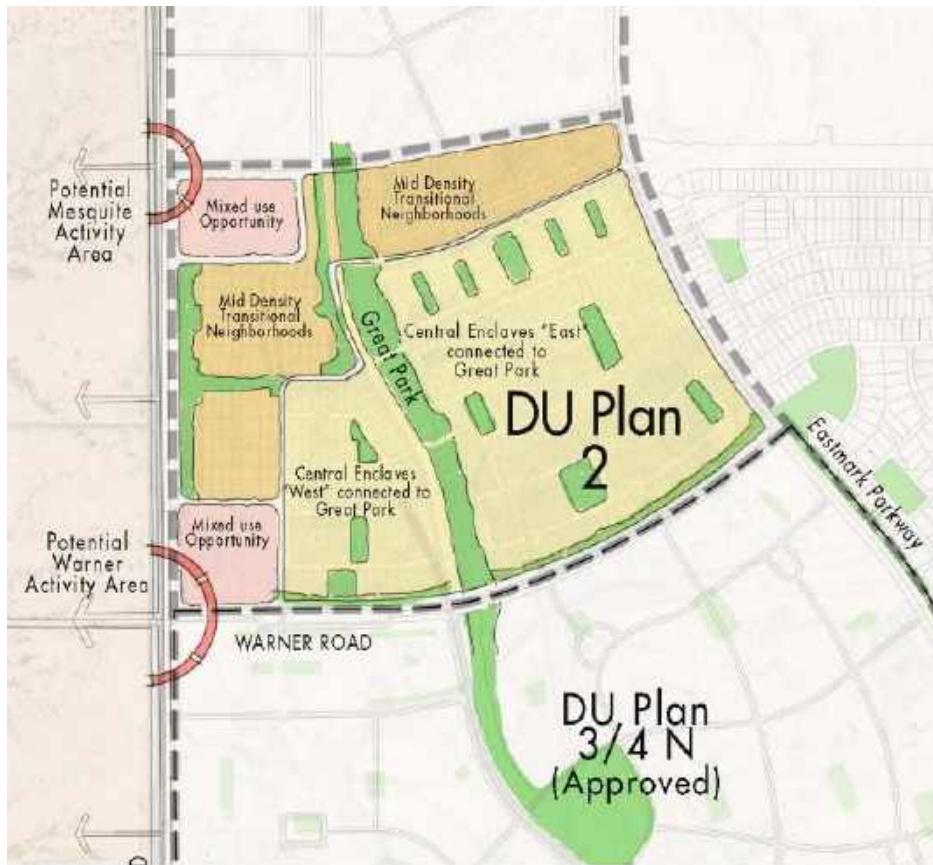 Potential
Mesquite
Activity
Area
Mixed use
Opportunity
Mid Density
Transitional
Neighborhoods
Mid Density
Transitional
Neighborhoods
Great Park
Central Enclaves "East"
connected to
Great Park
DU Plan
2
Central Enclaves
"West" connected to
Great Park
Mixed use
Opportunity
Potential
Warner
Activity Area
Eastmark Parkway
WARNER ROAD
DU Plan
3/4 N
(Approved)